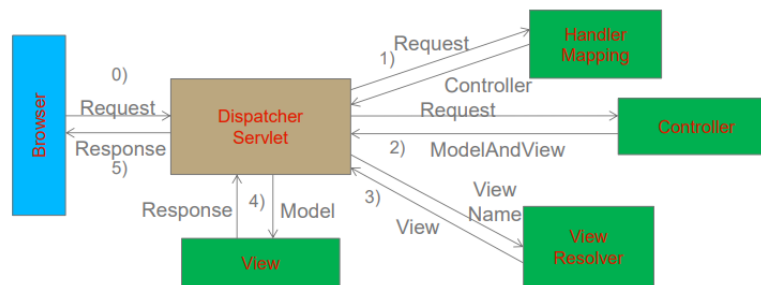 Handler
Mapping
1)
Request
Controller
0)
Request
Browser
Dispatcher
Servlet
Request
Controller
Response
5)
2)
ModelAndView
View
Name
3)
View
Response
4)
Model
View
View
Resolver